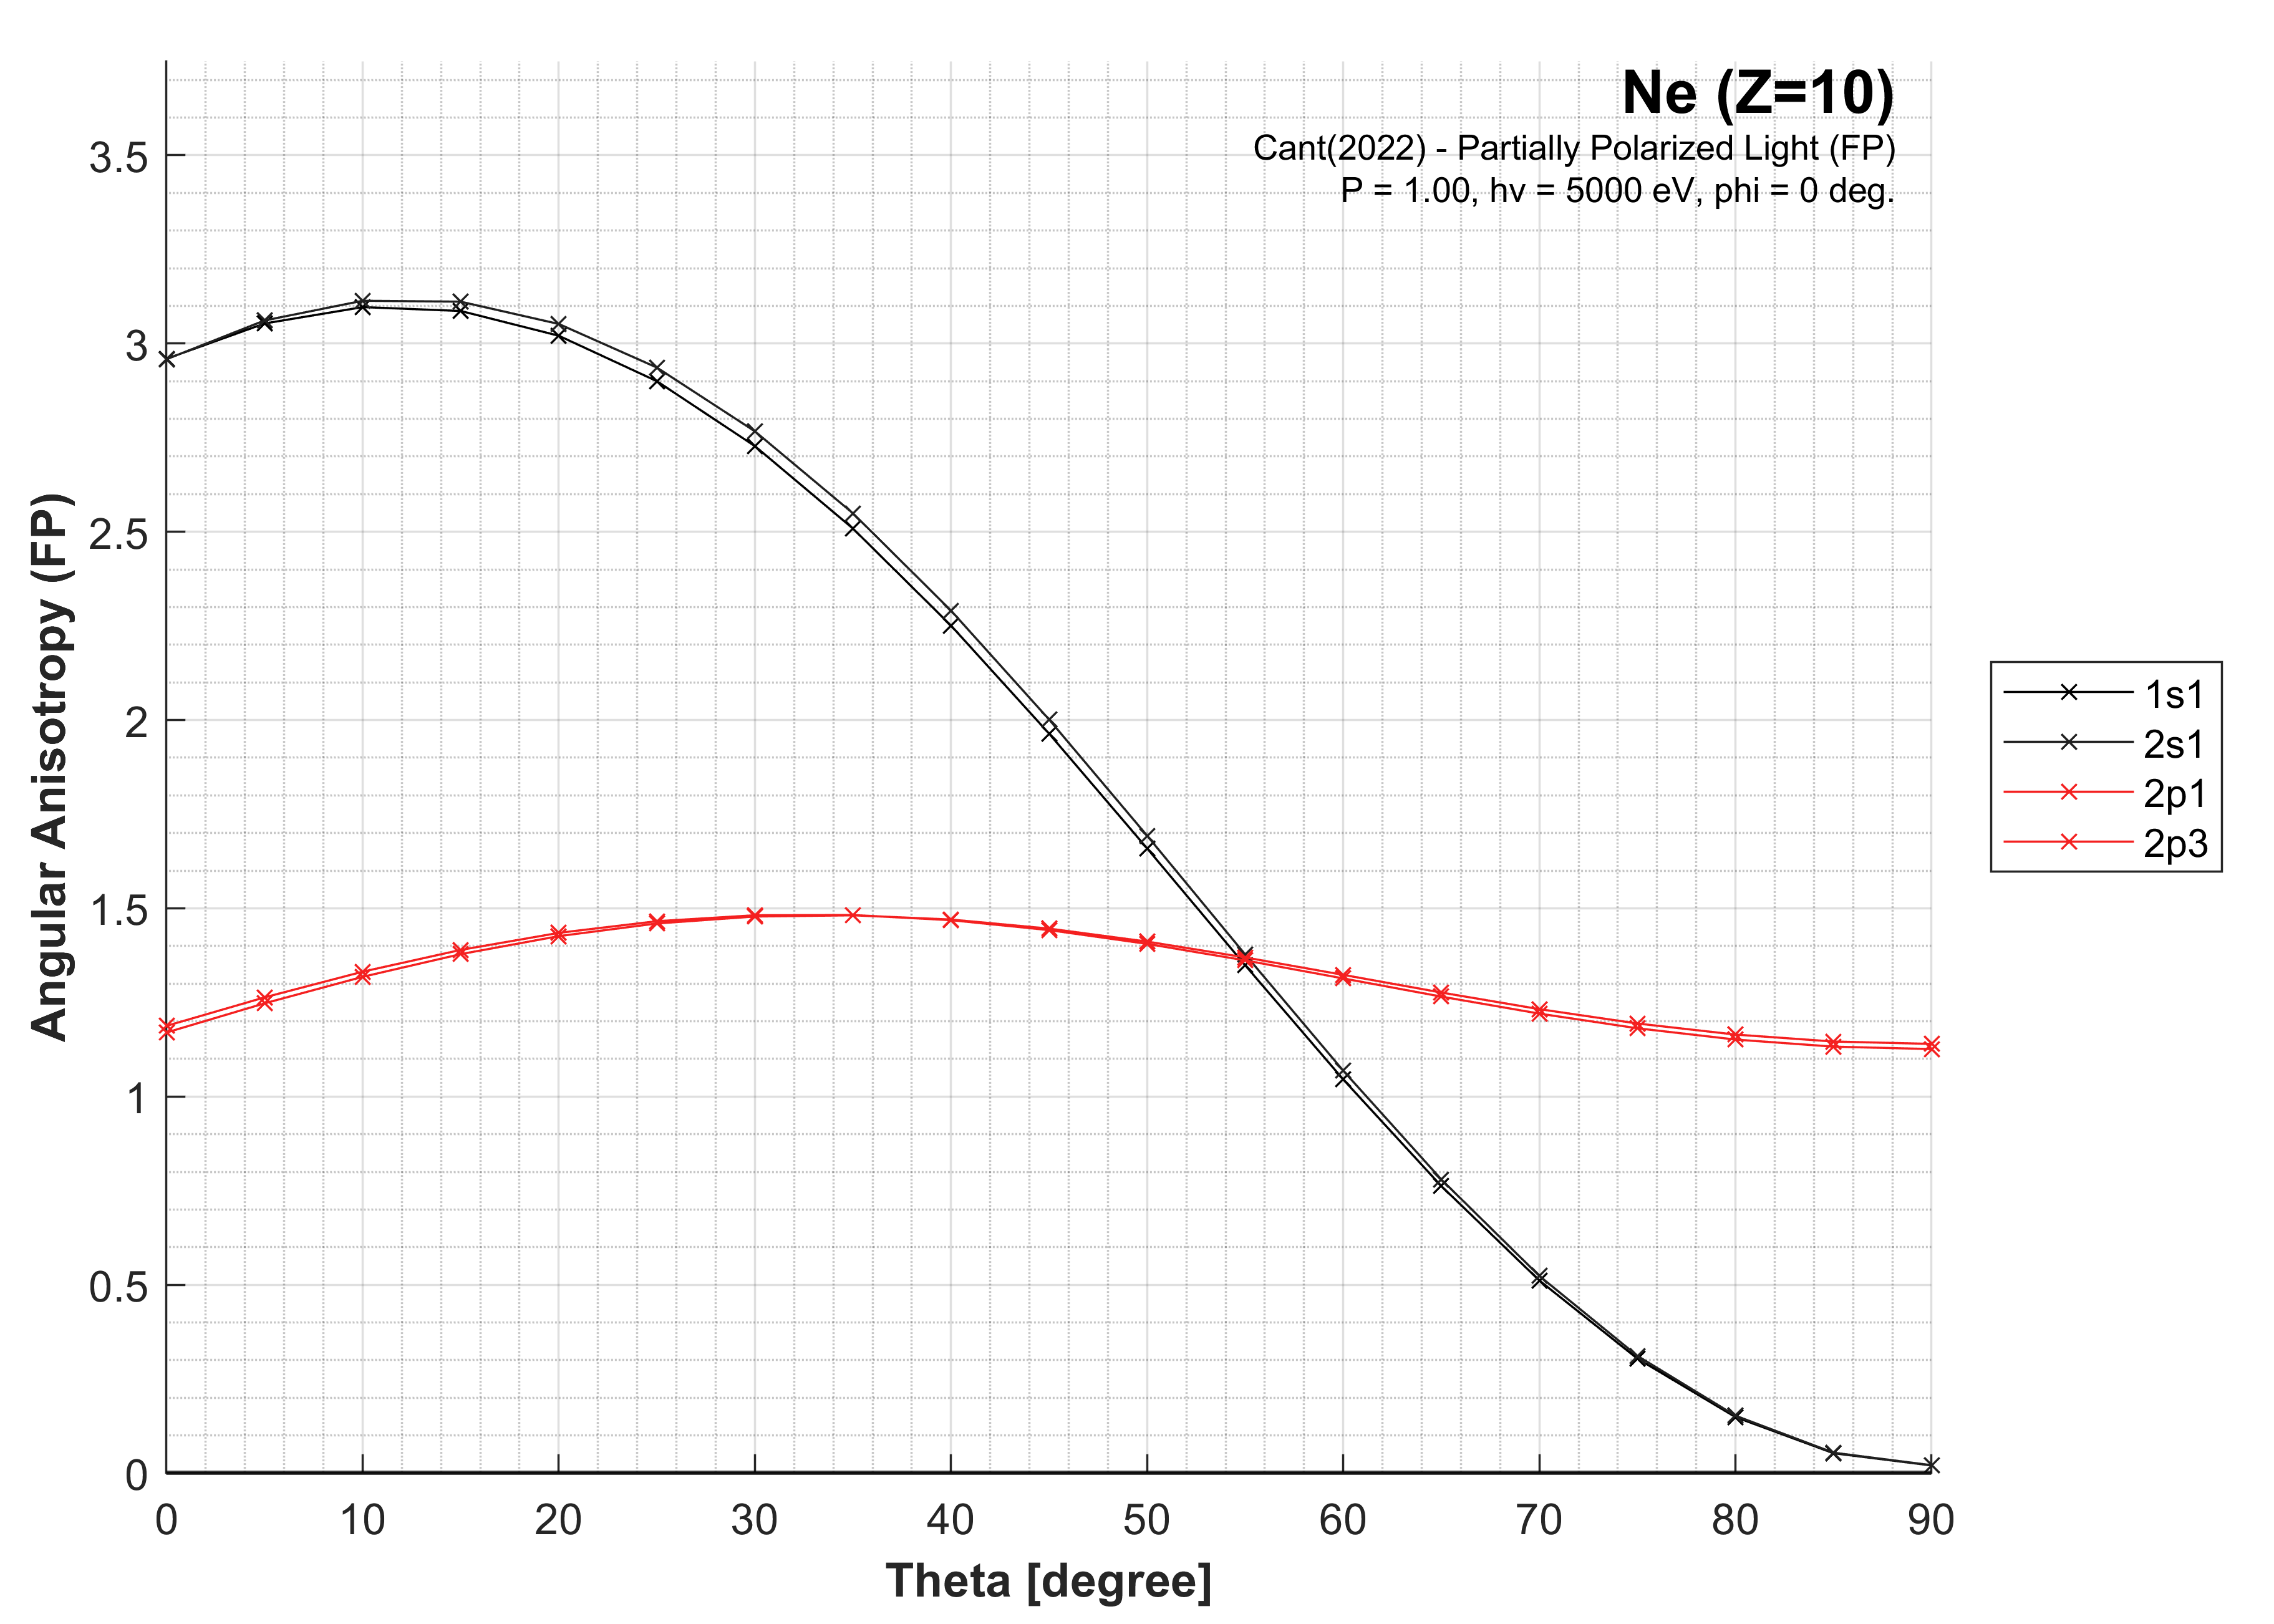 Ne (Z=10)
Cant(2022) - Partially Polarized Light (FP)
P = 1.00, hv = 5000 eV, phi = 0 deg.
Angular Anisotropy (FP)
3.5
3
2.5
2
1.5
1
0.5
0
0 10 20 30 40 50 60 70 80 90
Theta [degree]
1s1
2s1
2p1
2p3